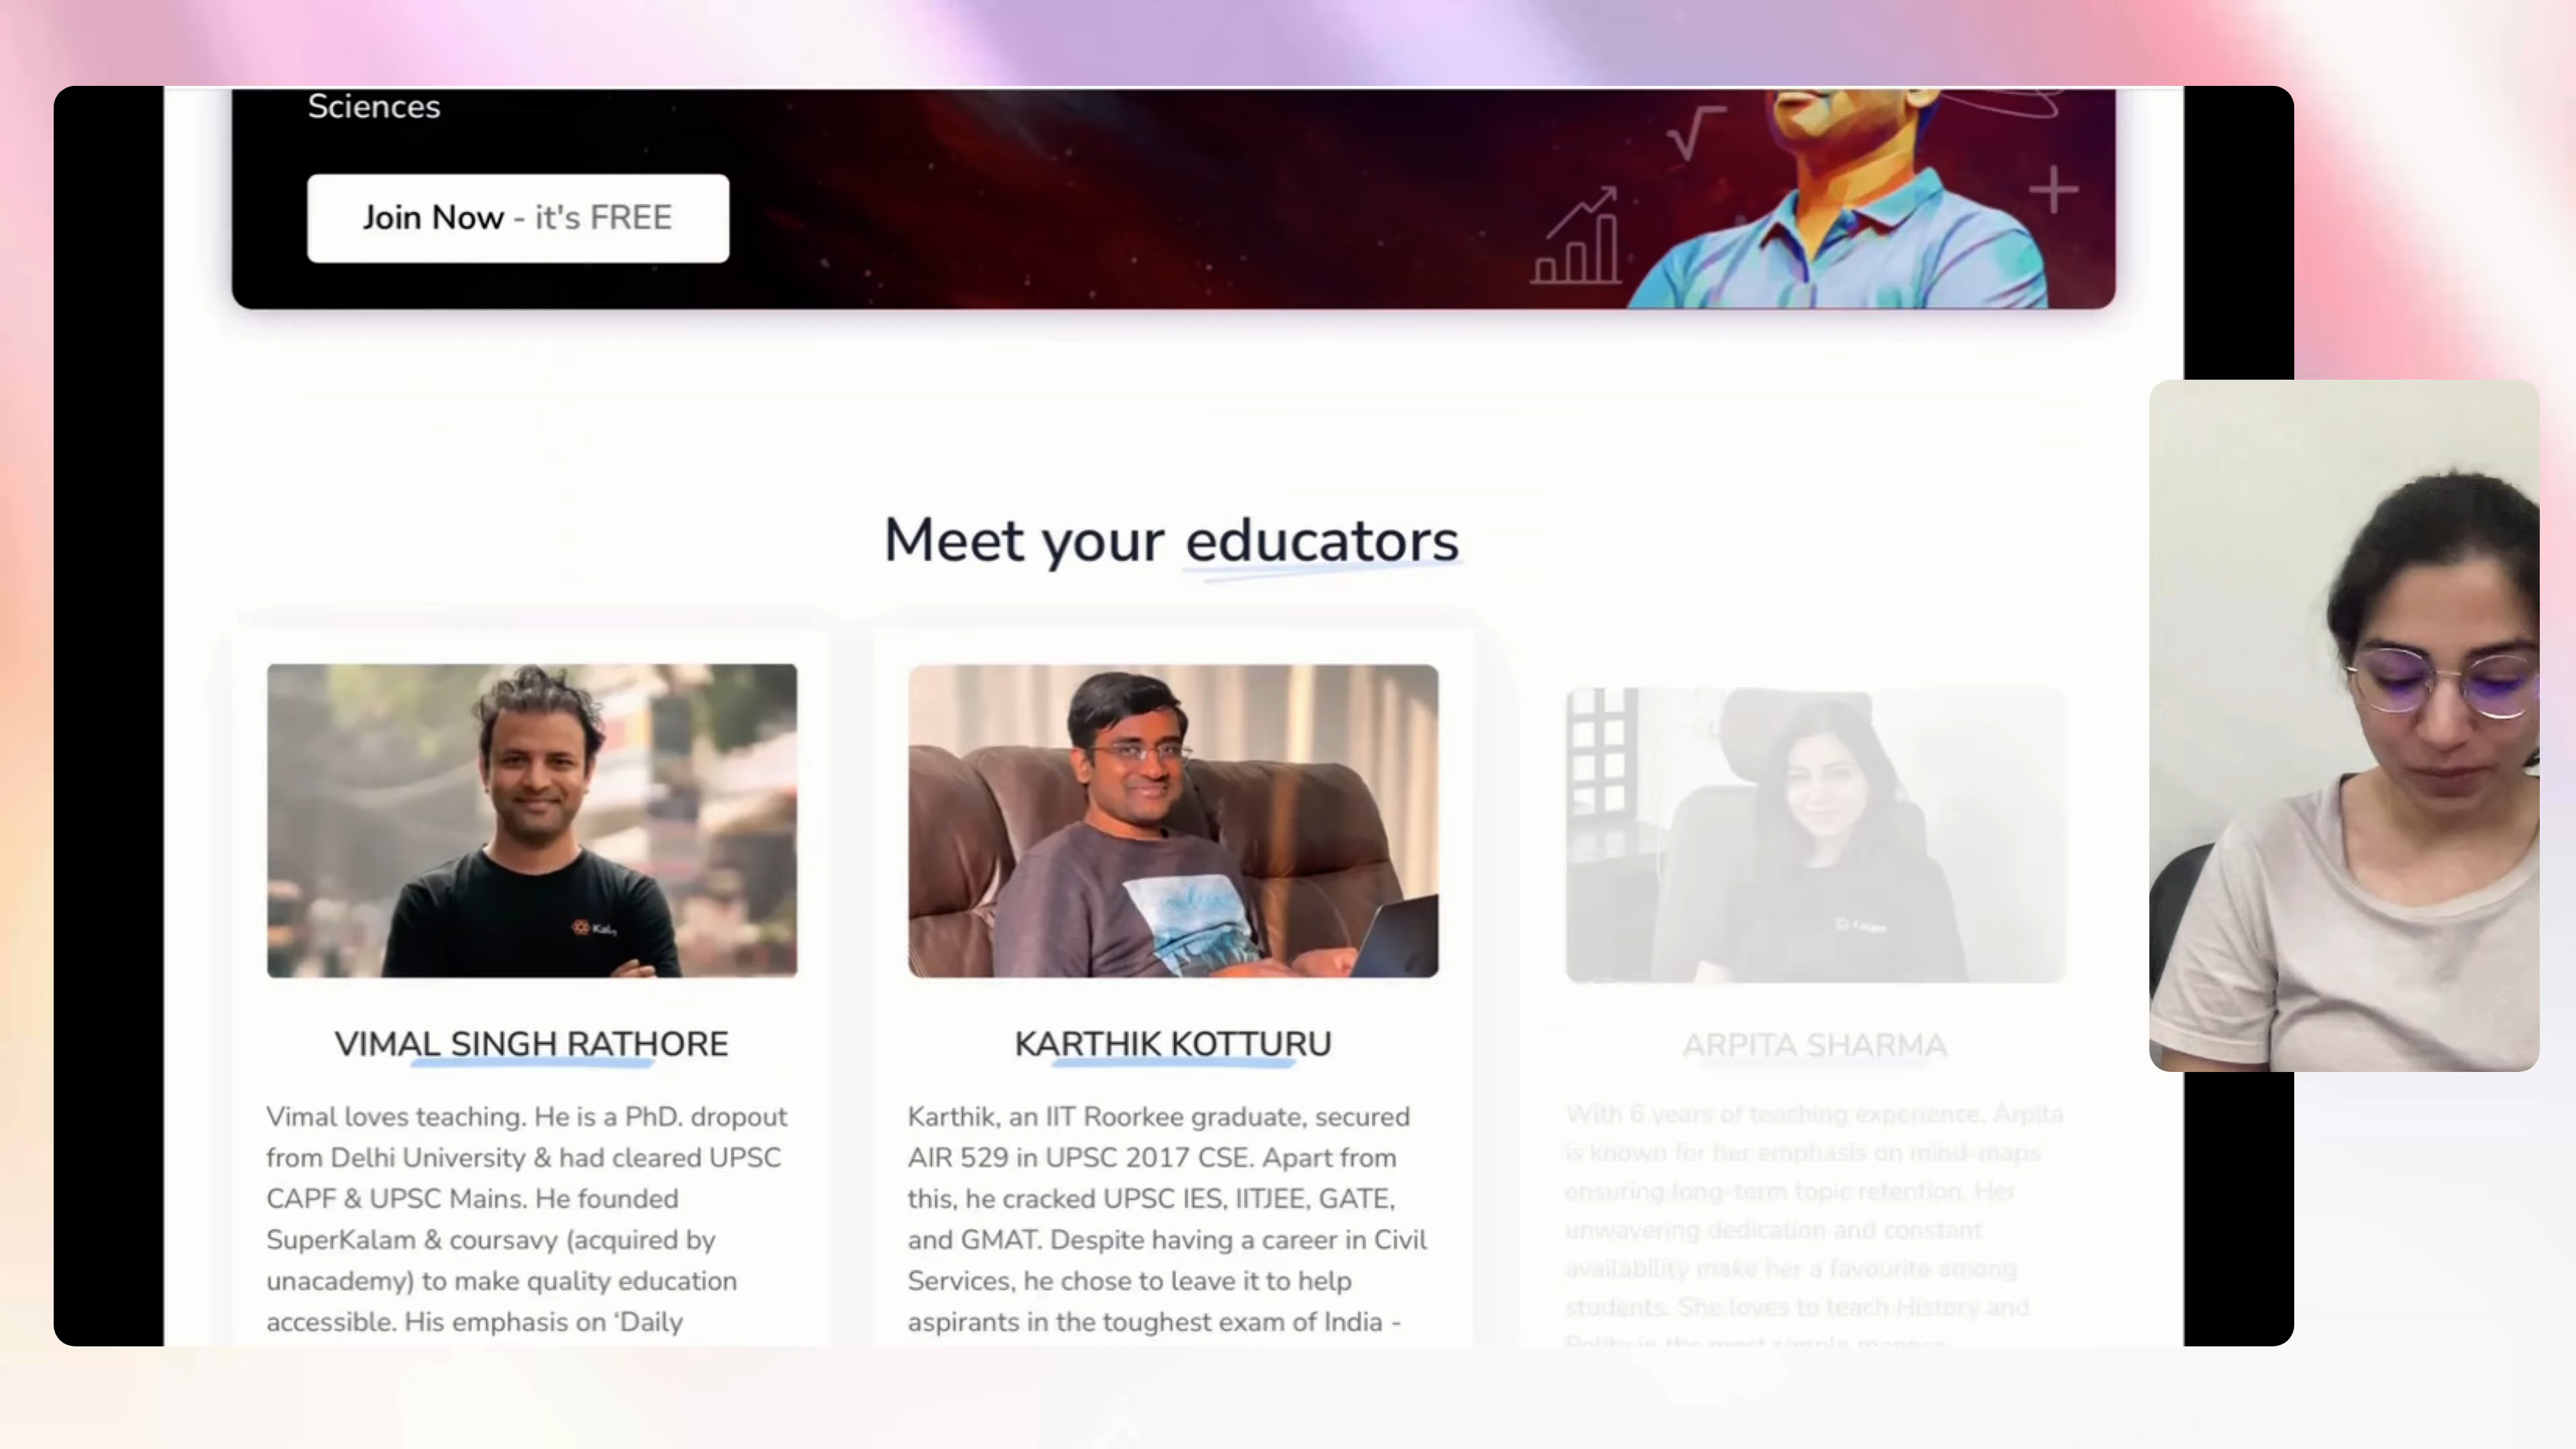 Sciences
Join Now - it's FREE
Meet your educators
VIMAL SINGH RATHORE
Vimal loves teaching. He is a PhD. dropout
from Delhi University & had cleared UPSC
CAPF & UPSC Mains. He founded
SuperKalam & coursavy (acquired by
unacademy) to make quality education
accessible. His emphasis on ‘Daily
KARTHIK KOTTURU
Karthik, an IIT Roorkee graduate, secured
AIR 529 in UPSC 2017 CSE. Apart from
this, he cracked UPSC IES, IITJEE, GATE,
and GMAT. Despite having a career in Civil
Services, he chose to leave it to help
aspirants in the toughest exam of India -
ARPITA SHARMA
With 6 years of teaching experience. Arpita
is known for her emphasis on mind-maps
ensuring long-term topic retention. Her
unwavering dedication and constant
availability make her a favourite among
students. She loves to teach History and
Polity in the most simple manner